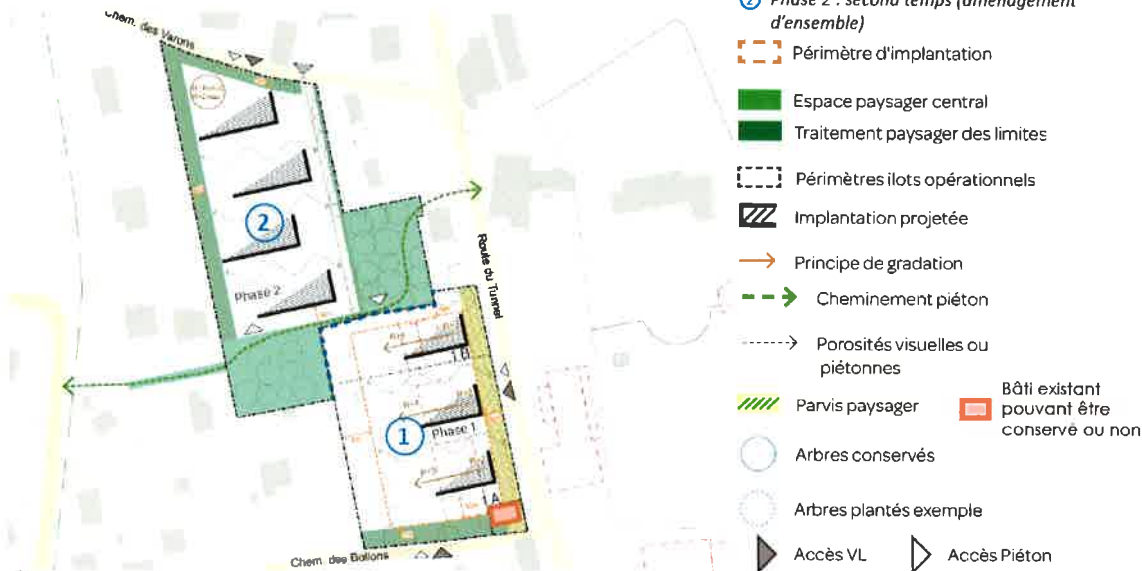 2 Phase 2 : second temps (aménagement
d'ensemble)
Périmètre d'implantation
Espace paysager central
Traitement paysager des limites
Périmètres ilots opérationnels
Implantation projetée
Principe de gradation
Cheminement piéton
Porosités visuelles ou
piétonnes
Parvis paysager
Bâti existant
pouvant être
conservé ou non
Arbres conservés
Arbres plantés exemple
Accès VL
Accès Piéton
Chem. des Varons
2
Phase 2
Route du Tunnel
1.B
1
Phase 1
1.A
Chem. des Bollons